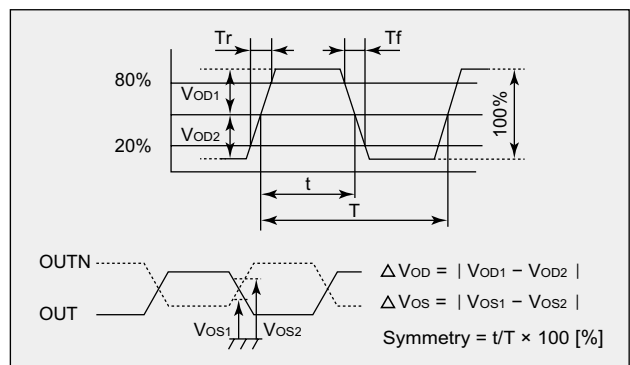 Tr Tf
80%
VOD1
100%
VOD2
20%
t
T
OUTN
△VOD = | VOD1 − VOD2 |
△VOS = | VOS1 − VOS2 |
OUT
VOS1 VOS2
Symmetry = t/T × 100 [%]